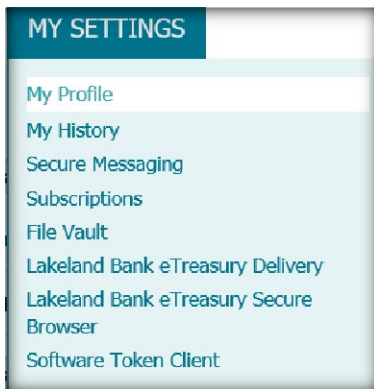 MY SETTINGS
My Profile
My History
Secure Messaging
Subscriptions
File Vault
Lakeland Bank eTreasury Delivery
Lakeland Bank eTreasury Secure
Browser
Software Token Client